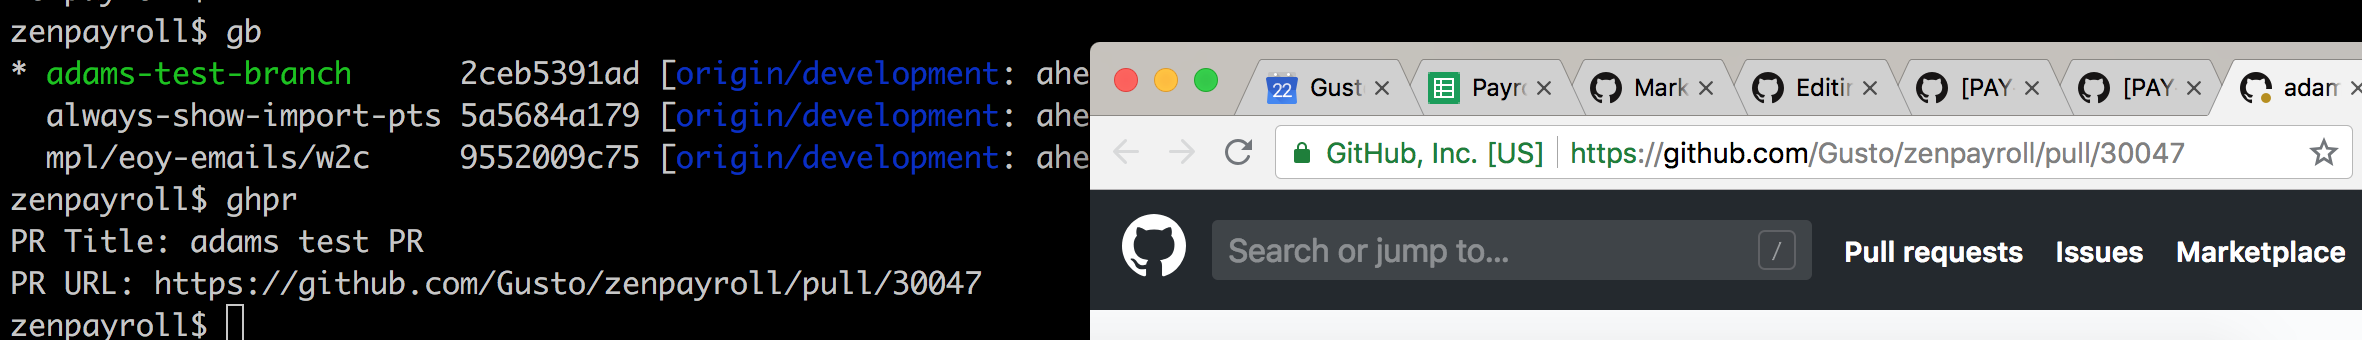 zenpayroll$ gb
* adams-test-branch 2ceb5391ad [origin/development: ahe
always-show-import-pts 5a5684a179 [origin/development: ahe
mpl/eoy-emails/w2c 9552009c75 [origin/development: ahe
zenpayroll$ ghpr
PR Title: adams test PR
PR URL: https://github.com/Gusto/zenpayroll/pull/30047
zenpayroll$
22 Gust Payro Mark Editin [PAY [PAY adam
GitHub, Inc. [US] https://github.com/Gusto/zenpayroll/pull/30047
Search or jump to... / Pull requests Issues Marketplace